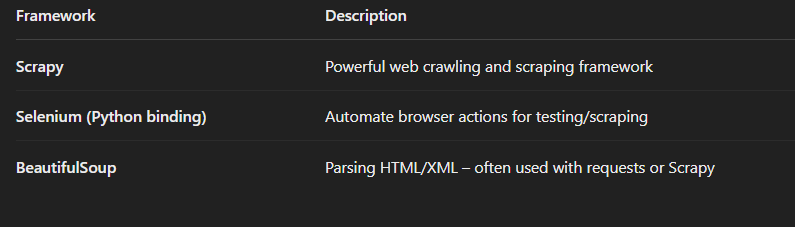 Framework Description
Scrapy Powerful web crawling and scraping framework
Selenium (Python binding) Automate browser actions for testing/scraping
BeautifulSoup Parsing HTML/XML – often used with requests or Scrapy